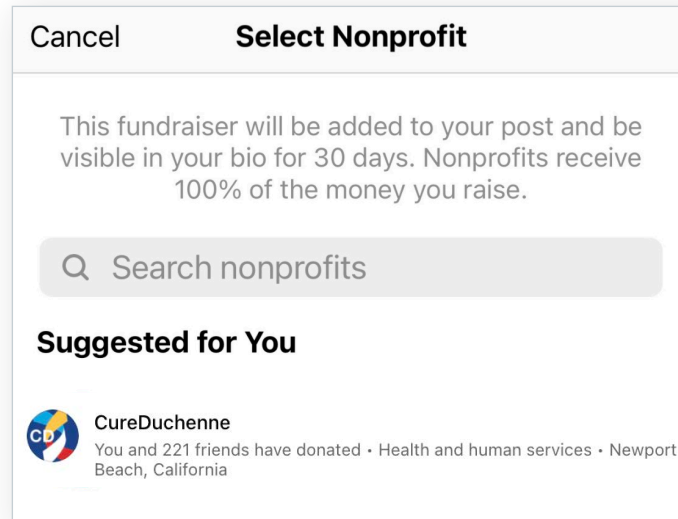 Cancel Select Nonprofit
This fundraiser will be added to your post and be
visible in your bio for 30 days. Nonprofits receive
100% of the money you raise.
Search nonprofits
Suggested for You
CD
CureDuchenne
You and 221 friends have donated • Health and human services • Newport
Beach, California